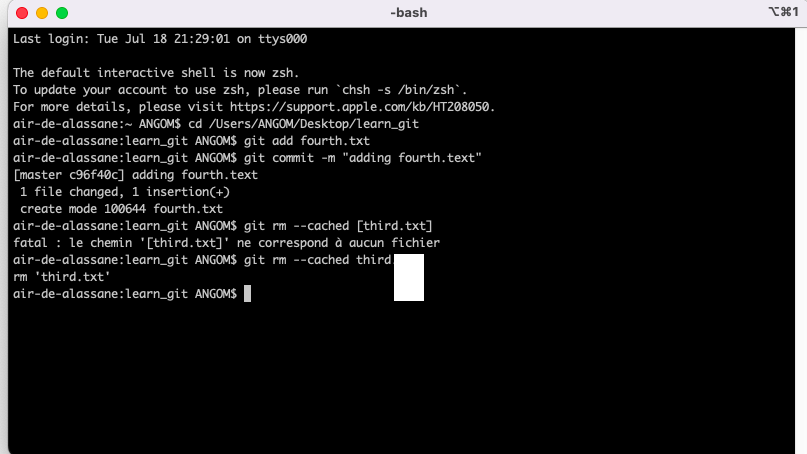 -bash
⌥⌘1
Last login: Tue Jul 18 21:29:01 on ttys000
The default interactive shell is now zsh.
To update your account to use zsh, please run `chsh -s /bin/zsh`.
For more details, please visit https://support.apple.com/kb/HT208050.
air-de-alassane:~ ANGOM$ cd /Users/ANGOM/Desktop/learn_git
air-de-alassane:learn_git ANGOM$ git add fourth.txt
air-de-alassane:learn_git ANGOM$ git commit -m "adding fourth.text"
[master c96f40c] adding fourth.text
1 file changed, 1 insertion(+)
create mode 100644 fourth.txt
air-de-alassane:learn_git ANGOM$ git rm --cached [third.txt]
fatal : le chemin '[third.txt]' ne correspond à aucun fichier
air-de-alassane:learn_git ANGOM$ git rm --cached third.
rm 'third.txt'
air-de-alassane:learn_git ANGOM$